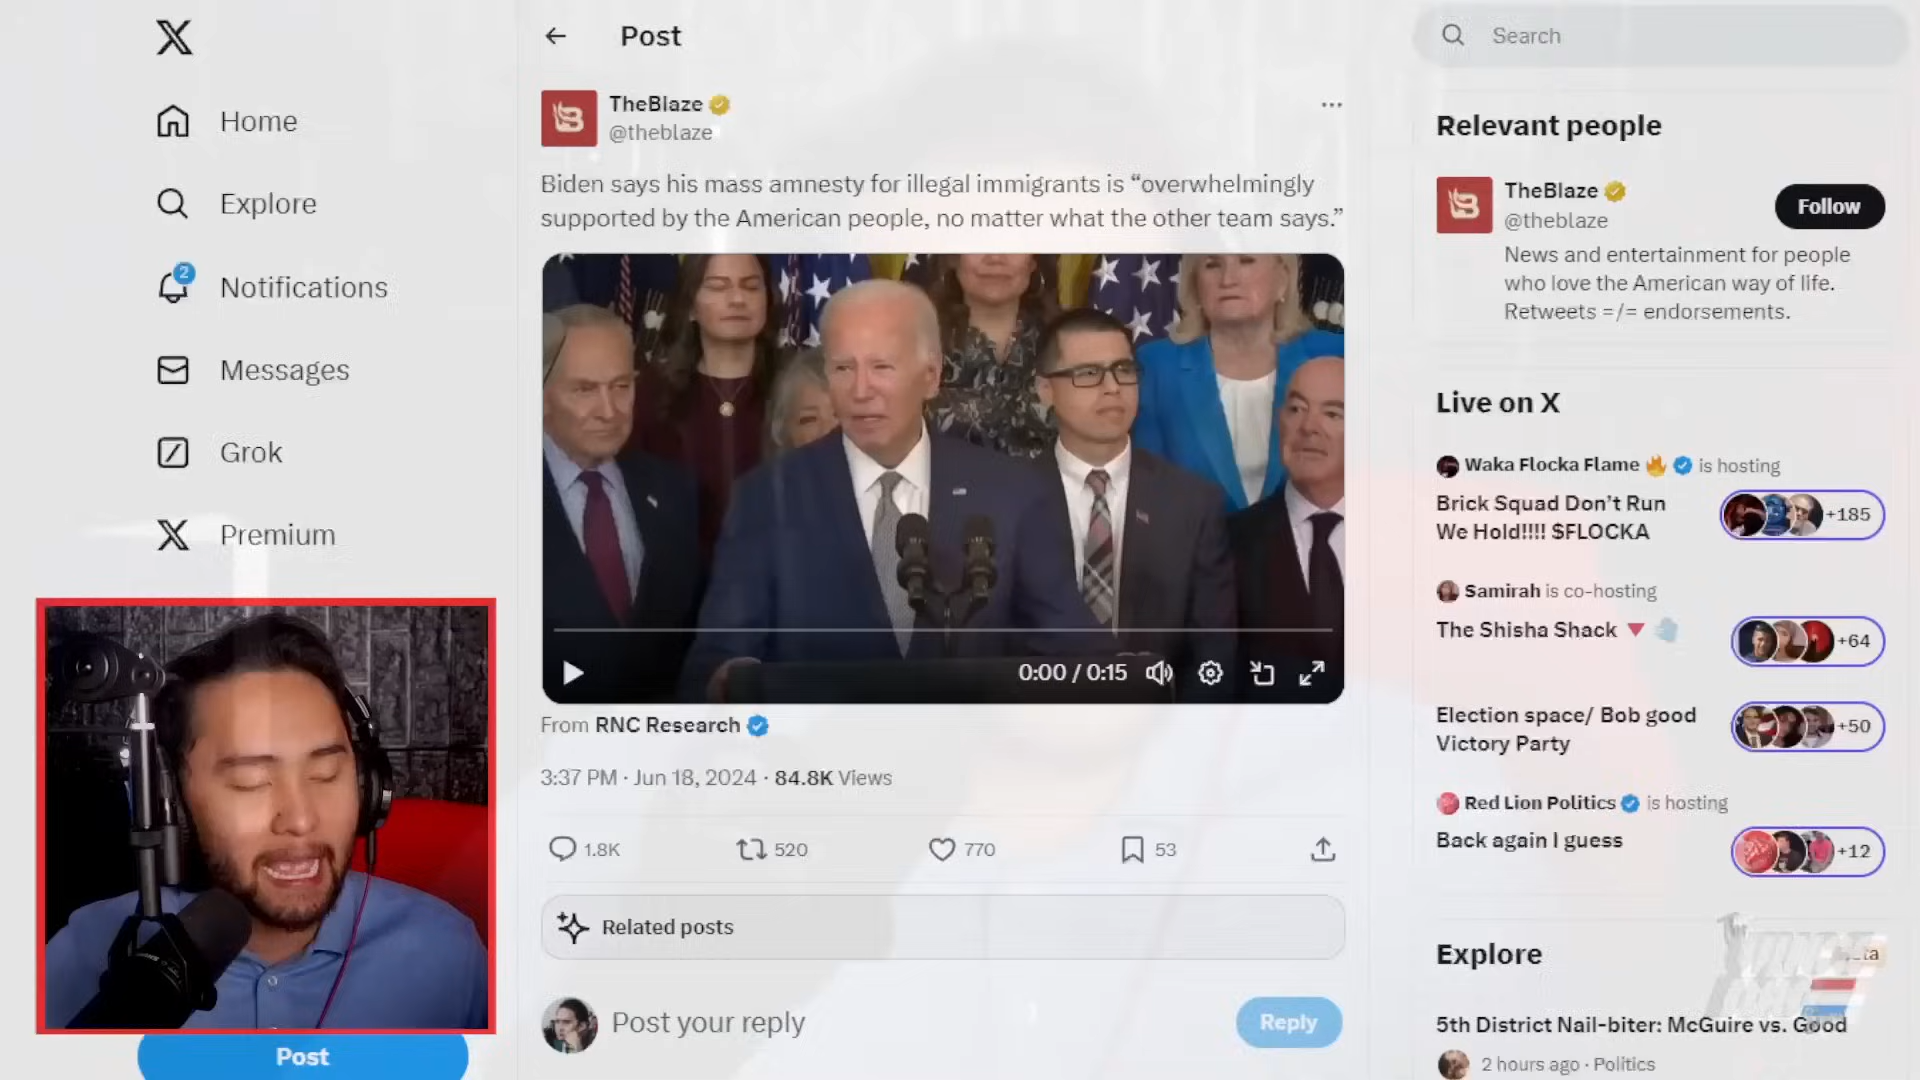 Home
Explore
2
Notifications
Messages
Grok
Premium
Post
Post
TheBlaze
@theblaze
Biden says his mass amnesty for illegal immigrants is “overwhelmingly
supported by the American people, no matter what the other team says.”
0:00 / 0:15
From RNC Research
3:37 PM · Jun 18, 2024 · 84.8K Views
1.8K
520
770
53
Related posts
Post your reply
Reply
Search
Relevant people
TheBlaze
@theblaze
Follow
News and entertainment for people
who love the American way of life.
Retweets =/= endorsements.
Live on X
Waka Flocka Flame 🔥 is hosting
Brick Squad Don’t Run
We Hold!!!! $FLOCKA
+185
Samirah is co-hosting
The Shisha Shack 🔻
+64
Election space/ Bob good
Victory Party
+50
Red Lion Politics is hosting
Back again I guess
+12
Explore
5th District Nail-biter: McGuire vs. Good
2 hours ago · Politics